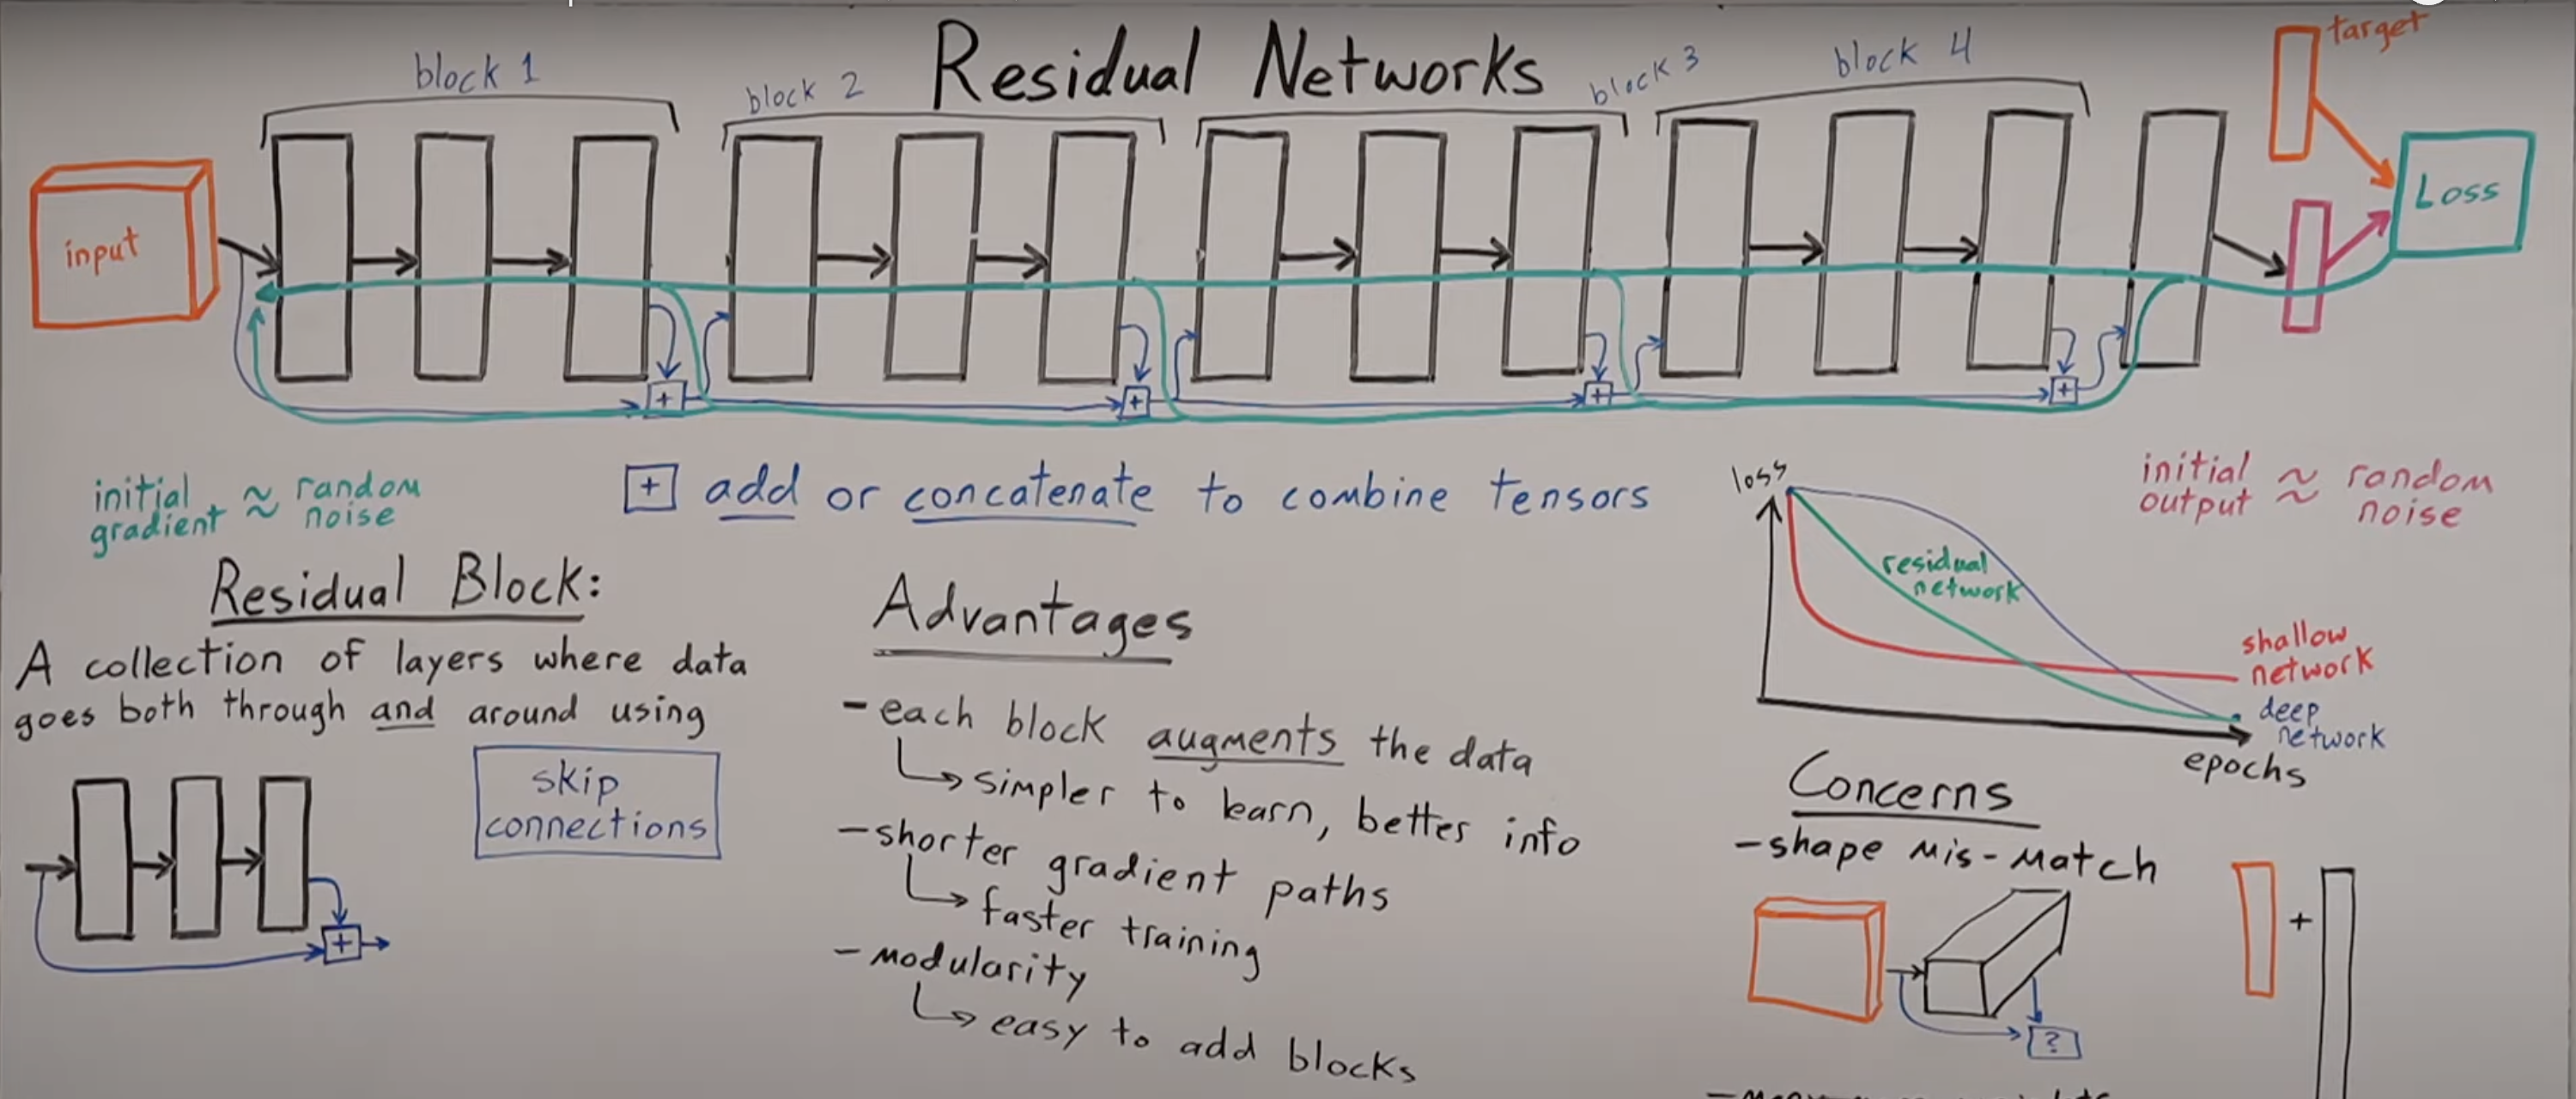 Residual Networks
block 1
block 2
block 3
block 4
target
input
Loss
+
+
+
+
initial
gradient ≈ random
noise
+ add or concatenate to combine tensors
loss
residual
network
shallow
network
deep
network
epochs
initial
output ≈ random
noise
Residual Block:
A collection of layers where data
goes both through and around using
skip
connections
+
Advantages
- each block augments the data
↳ simpler to learn, better info
- shorter gradient paths
↳ faster training
- modularity
↳ easy to add blocks
Concerns
- shape mis-match
?
+